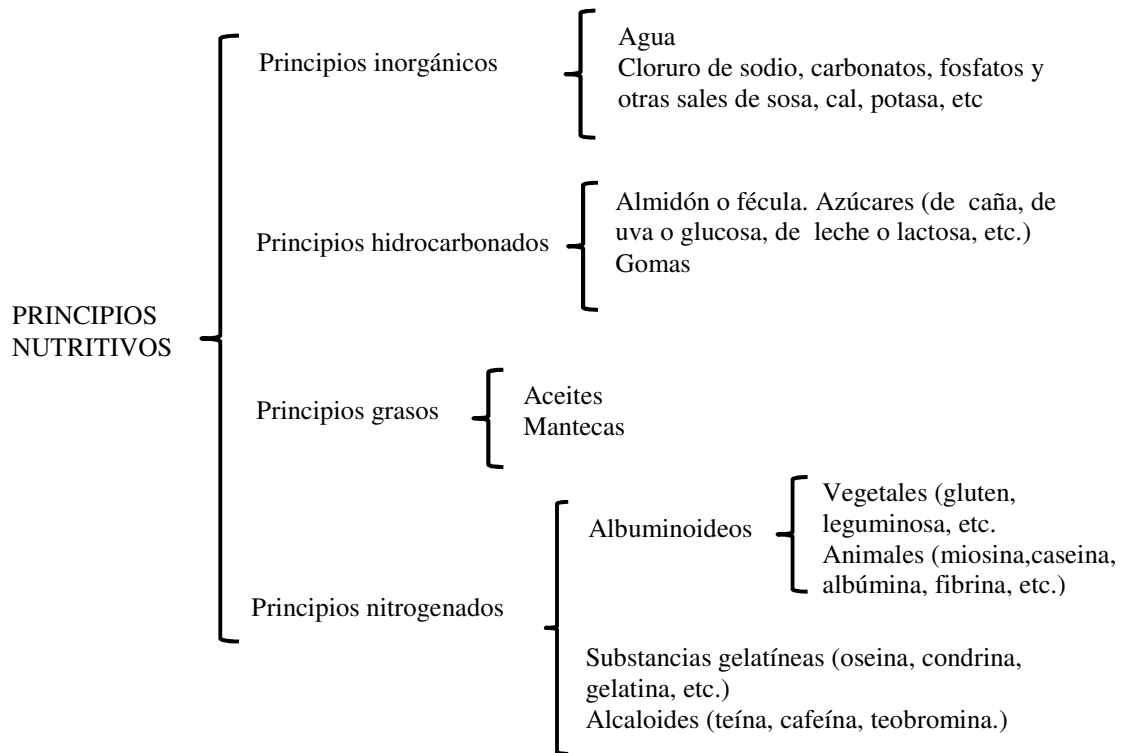 PRINCIPIOS
NUTRITIVOS
Principios inorgánicos
Agua
Cloruro de sodio, carbonatos, fosfatos y
otras sales de sosa, cal, potasa, etc
Principios hidrocarbonados
Almidón o fécula. Azúcares (de caña, de
uva o glucosa, de leche o lactosa, etc.)
Gomas
Principios grasos
Aceites
Mantecas
Principios nitrogenados
Albuminoideos
Vegetales (gluten,
leguminosa, etc.
Animales (miosina,caseina,
albúmina, fibrina, etc.)
Substancias gelatíneas (oseina, condrina,
gelatina, etc.)
Alcaloides (teína, cafeína, teobromina.)